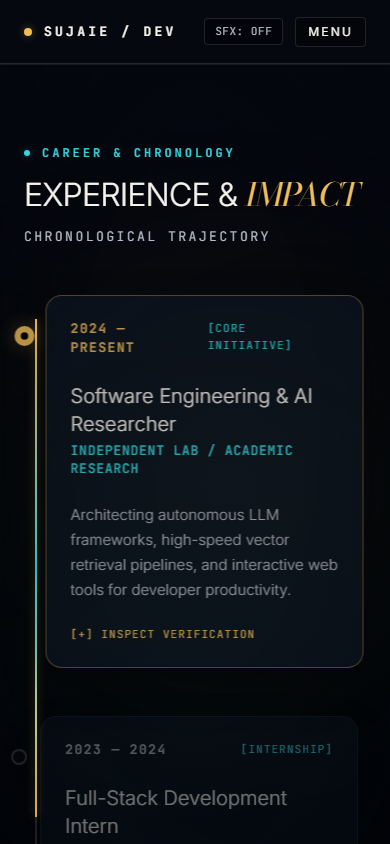 SUJAIE / DEV
SFX: OFF
MENU
CAREER & CHRONOLOGY
EXPERIENCE & IMPACT
CHRONOLOGICAL TRAJECTORY
2024 —
PRESENT
[CORE
INITIATIVE]
Software Engineering & AI
Researcher
INDEPENDENT LAB / ACADEMIC
RESEARCH
Architecting autonomous LLM
frameworks, high-speed vector
retrieval pipelines, and interactive web
tools for developer productivity.
[+] INSPECT VERIFICATION
2023 — 2024
[INTERNSHIP]
Full-Stack Development
Intern